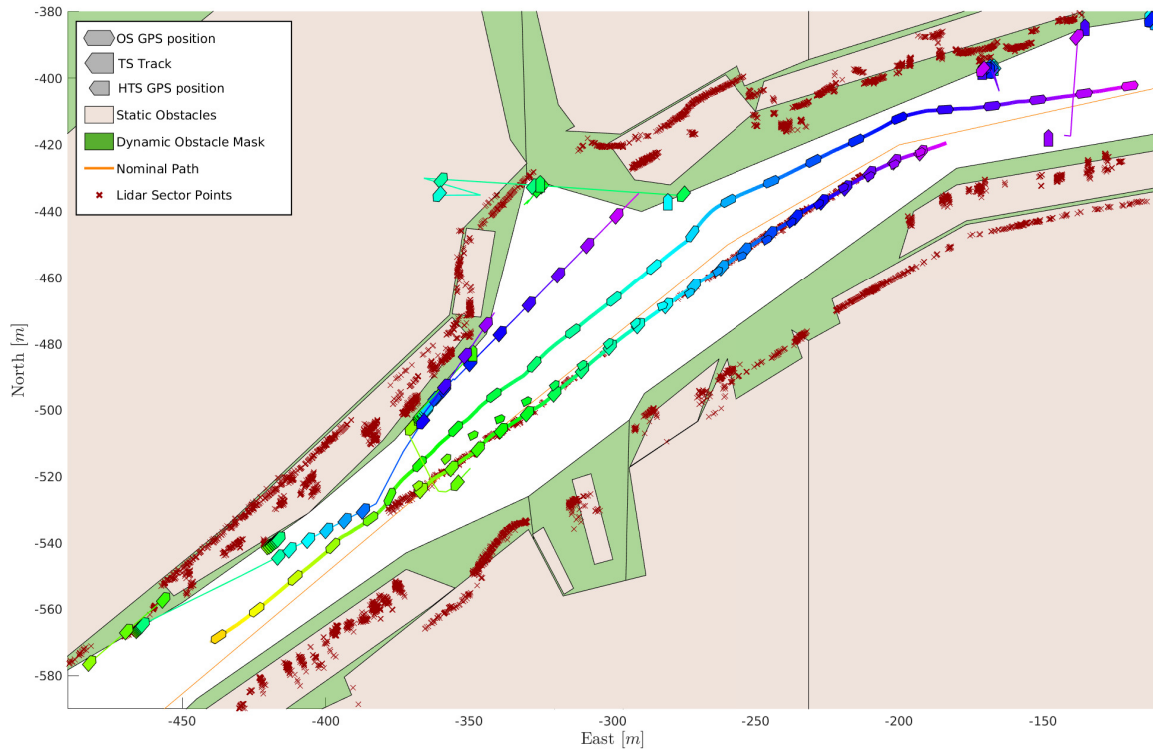 -380
-400
-420
-440
-460
-480
-500
-520
-540
-560
-580
North [m]
OS GPS position
TS Track
HTS GPS position
Static Obstacles
Dynamic Obstacle Mask
Nominal Path
Lidar Sector Points
-450
-400
-350
-300
-250
-200
-150
East [m]